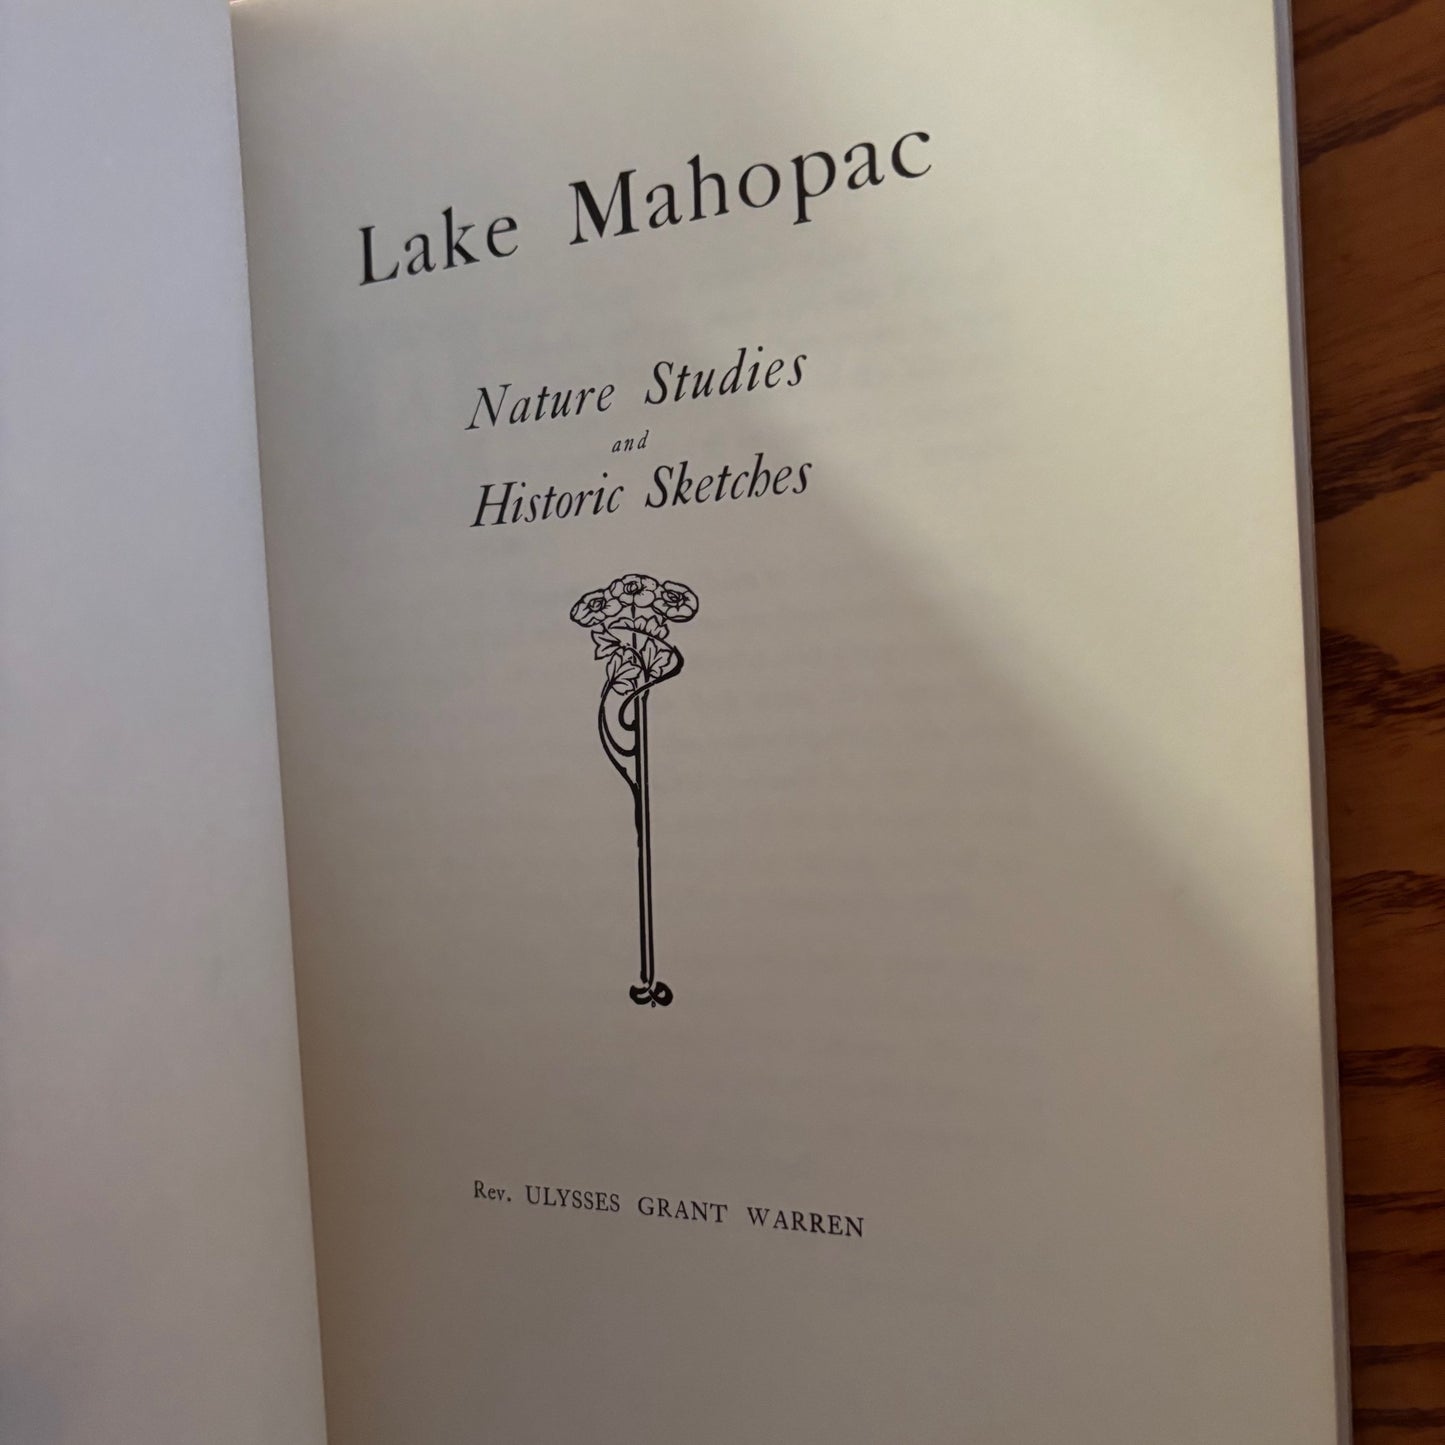 Lake Mahopac
Nature Studies
and
Historic Sketches
Rev. ULYSSES GRANT WARREN